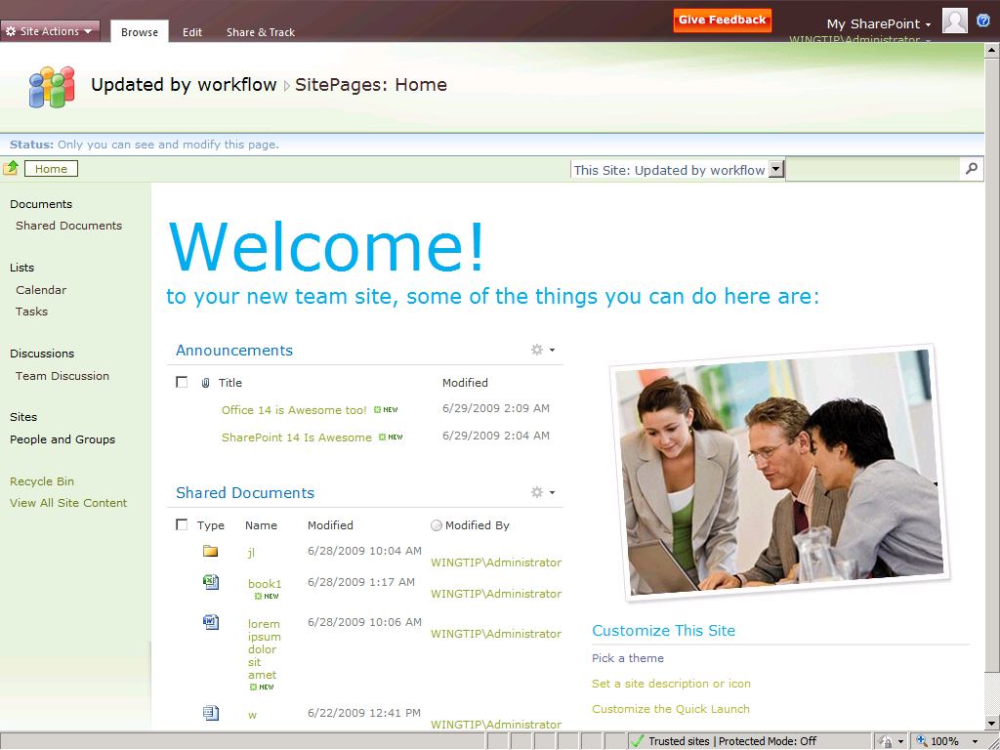 Site Actions
Browse
Edit
Share & Track
Give Feedback
My SharePoint
WINGTIP\Administrator
Updated by workflow
SitePages: Home
Status: Only you can see and modify this page.
Home
This Site: Updated by workflow
Documents
Shared Documents
Lists
Calendar
Tasks
Discussions
Team Discussion
Sites
People and Groups
Recycle Bin
View All Site Content
Welcome!
to your new team site, some of the things you can do here are:
Announcements
Title Modified
Office 14 is Awesome too! NEW 6/29/2009 2:09 AM
SharePoint 14 Is Awesome NEW 6/29/2009 2:04 AM
Shared Documents
Type Name Modified Modified By
jl 6/28/2009 10:04 AM WINGTIP\Administrator
book1 6/28/2009 1:17 AM WINGTIP\Administrator
NEW
lorem 6/28/2009 10:06 AM WINGTIP\Administrator
ipsum
dolor
sit
amet
NEW
w 6/22/2009 12:41 PM WINGTIP\Administrator
Customize This Site
Pick a theme
Set a site description or icon
Customize the Quick Launch
Trusted sites | Protected Mode: Off
100%